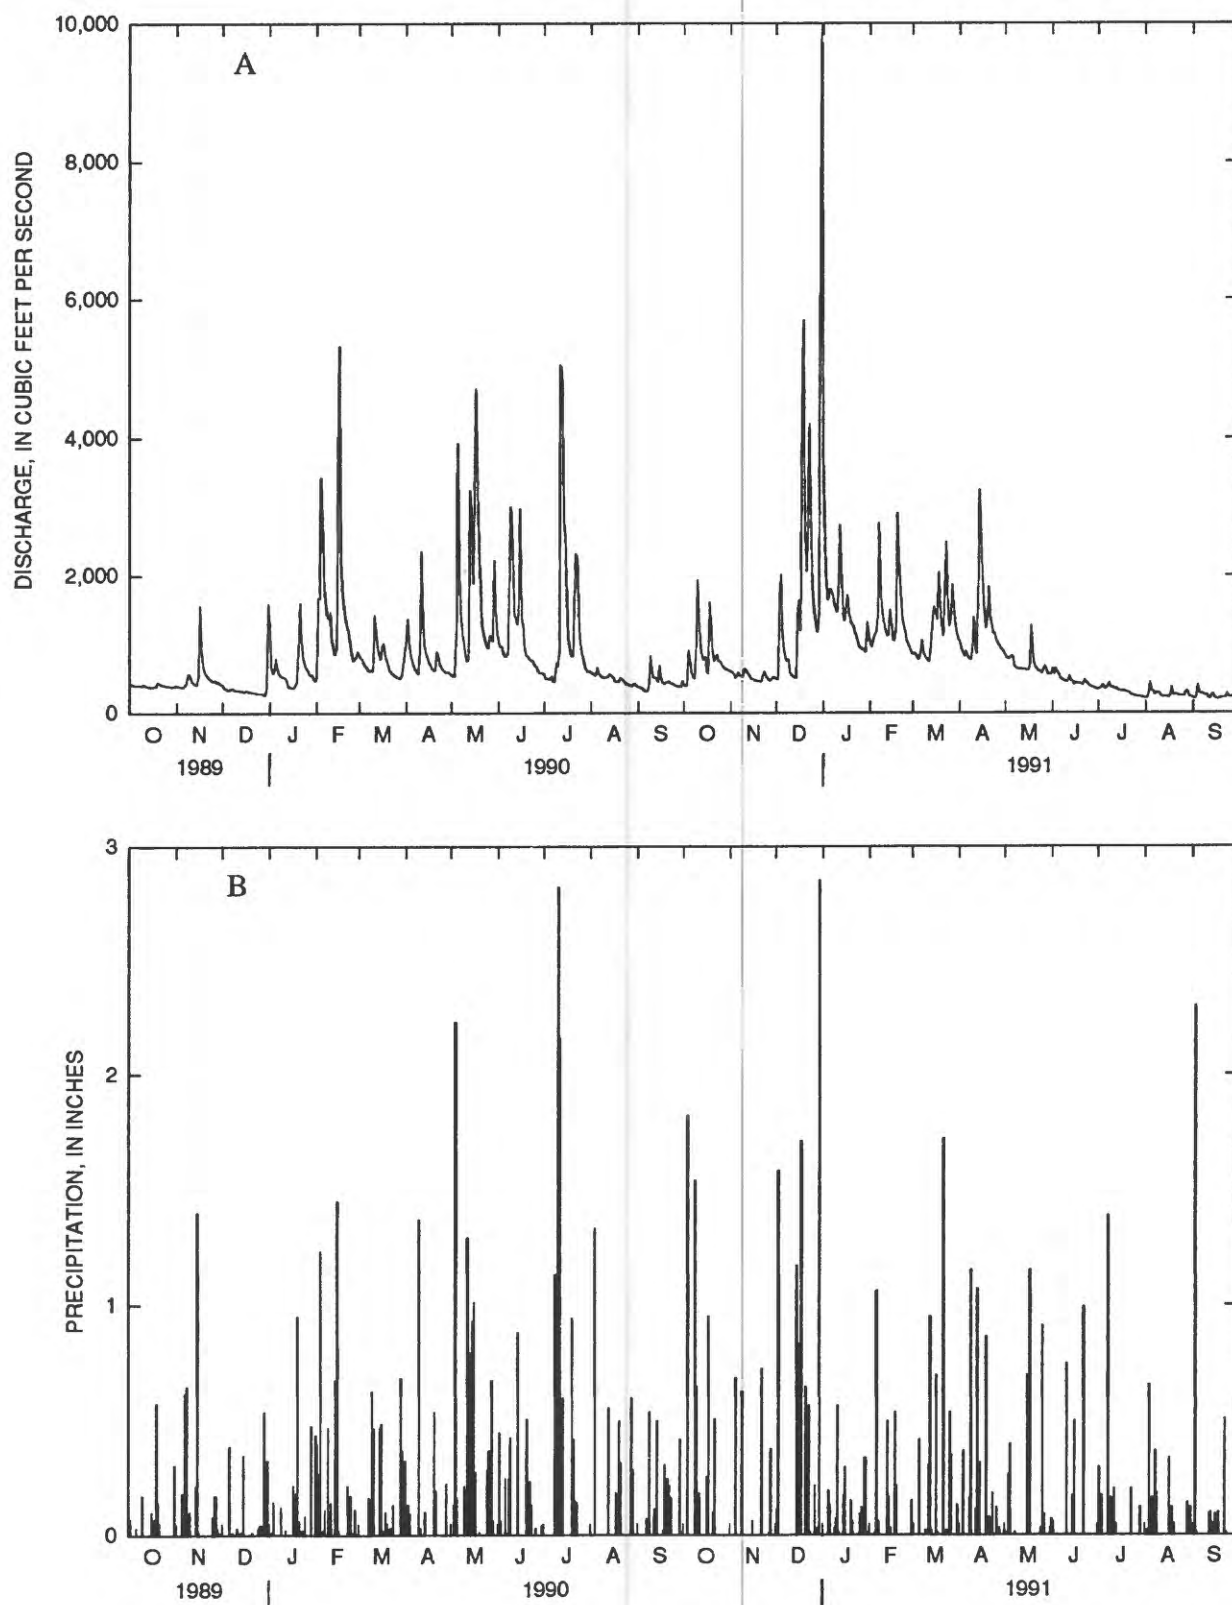 A
DISCHARGE, IN CUBIC FEET PER SECOND
10,000
8,000
6,000
4,000
2,000
0
O N D J F M A M J J A S O N D J F M A M J J A S
1989 1990 1991
B
PRECIPITATION, IN INCHES
3
2
1
0
O N D J F M A M J J A S O N D J F M A M J J A S
1989 1990 1991